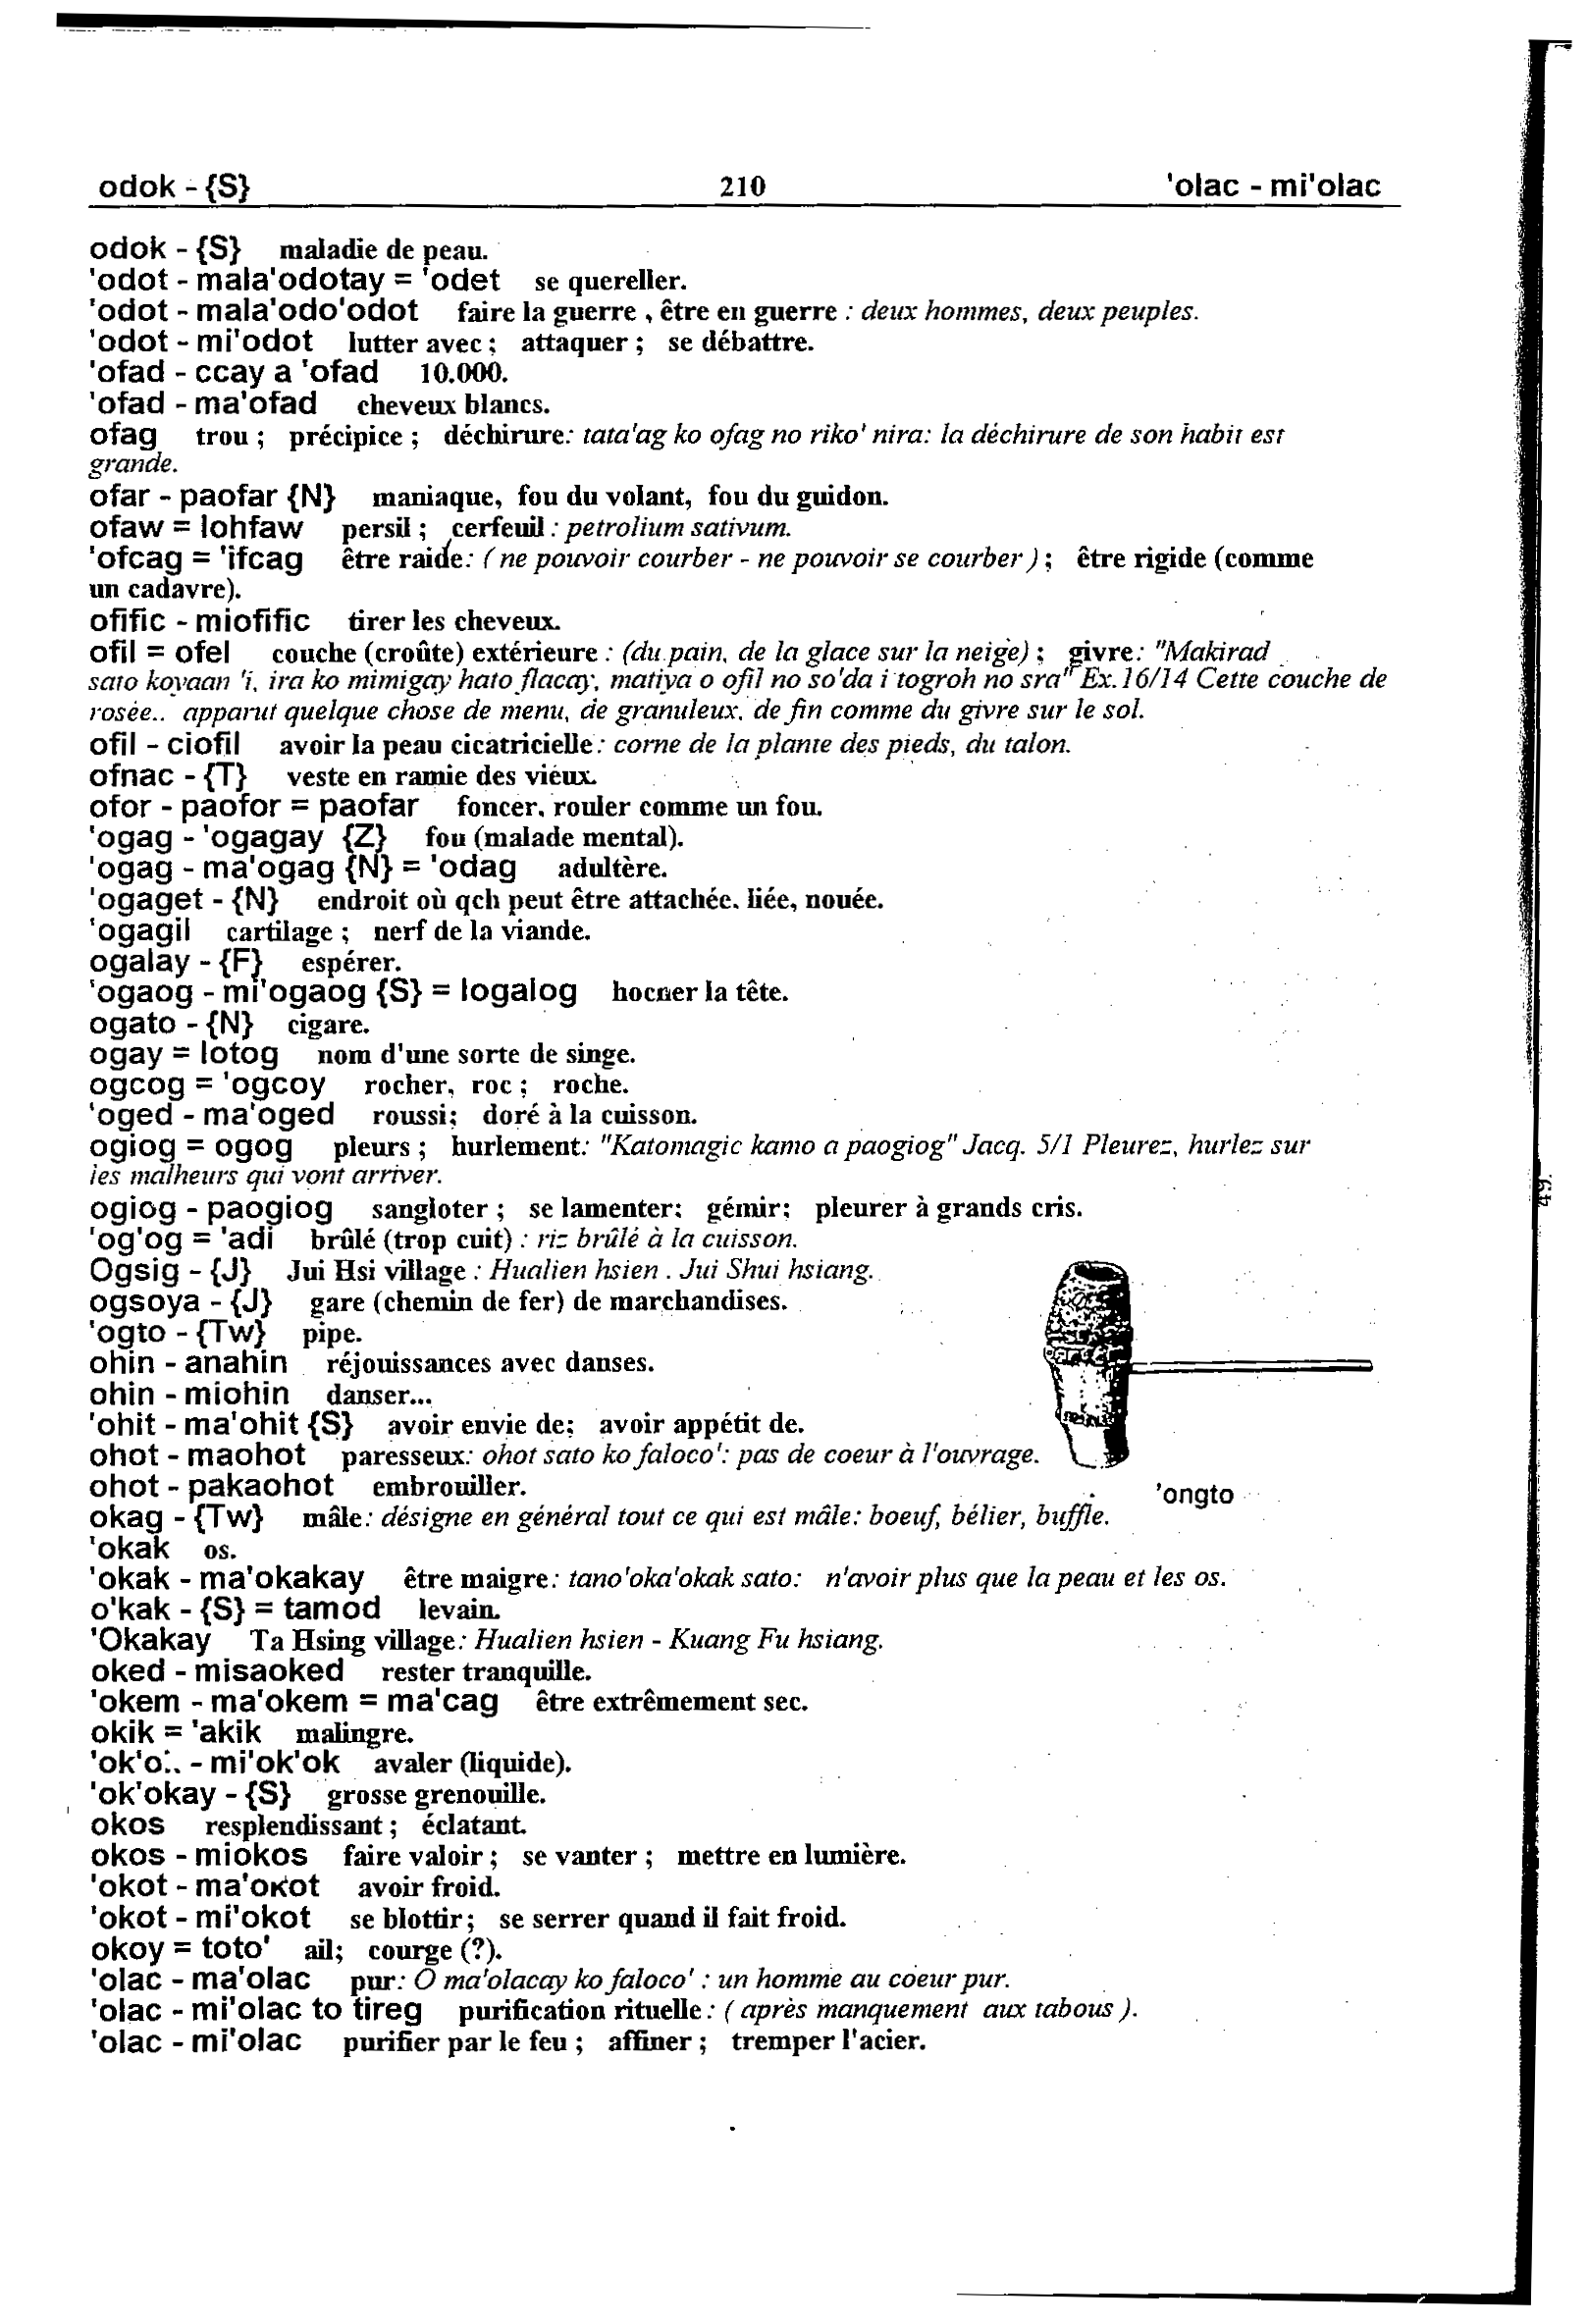 odok - {S} 210 'olac - mi'olac
odok - {S} maladie de peau.
'odot - mala'odotay = 'odet se quereller.
'odot - mala'odo'odot faire la guerre , être en guerre : deux hommes, deux peuples.
'odot - mi'odot lutter avec ; attaquer ; se débattre.
'ofad - ccay a 'ofad 10.000.
'ofad - ma'ofad cheveux blancs.
ofag trou ; précipice ; déchirure: tata'ag ko ofag no riko' nira: la déchirure de son habit est
grande.
ofar - paofar {N} maniaque, fou du volant, fou du guidon.
ofaw = lohfaw persil ; cerfeuil : petrolium sativum.
'ofcag = 'ifcag être raide: ( ne pouvoir courber - ne pouvoir se courber ) ; être rigide (comme
un cadavre).
ofific - miofific tirer les cheveux.
ofil = ofel couche (croûte) extérieure : (du pain, de la glace sur la neige) ; givre: "Makirad
sato koyaan 'i, ira ko mimigay hato flacay, matiya o ofil no so'da i togroh no sra" Ex.16/14 Cette couche de
rosée.. apparut quelque chose de menu, de granuleux, de fin comme du givre sur le sol.
ofil - ciofil avoir la peau cicatricielle : corne de la plante des pieds, du talon.
ofnac - {T} veste en ramie des vieux.
ofor - paofor = paofar foncer, rouler comme un fou.
'ogag - 'ogagay {Z} fou (malade mental).
'ogag - ma'ogag {N} = 'odag adultère.
'ogaget - {N} endroit où qch peut être attachée, liée, nouée.
'ogagil cartilage ; nerf de la viande.
ogalay - {F} espérer.
'ogaog - mi'ogaog {S} = logalog hocner la tête.
ogato - {N} cigare.
ogay = lotog nom d'une sorte de singe.
ogcog = 'ogcoy rocher, roc ; roche.
'oged - ma'oged roussi; doré à la cuisson.
ogiog = ogog pleurs ; hurlement: "Katomagic kamo a paogiog" Jacq. 5/1 Pleurez, hurlez sur
les malheurs qui vont arriver.
ogiog - paogiog sangloter ; se lamenter; gémir; pleurer à grands cris.
'og'og = 'adi brûlé (trop cuit) : riz brûlé à la cuisson.
Ogsig - {J} Jui Hsi village : Hualien hsien . Jui Shui hsiang.
ogsoya - {J} gare (chemin de fer) de marchandises.
'ogto - {Tw} pipe.
ohin - anahin réjouissances avec danses.
ohin - miohin danser...
'ohit - ma'ohit {S} avoir envie de; avoir appétit de.
ohot - maohot paresseux: ohot sato ko faloco': pas de coeur à l'ouvrage.
ohot - pakaohot embrouiller.
'ongto
okag - {Tw} mâle: désigne en général tout ce qui est mâle: boeuf, bélier, buffle.
'okak os.
'okak - ma'okakay être maigre: tano'oka'okak sato: n'avoir plus que la peau et les os.
o'kak - {S} = tamod levain.
'Okakay Ta Hsing village: Hualien hsien - Kuang Fu hsiang.
oked - misaoked rester tranquille.
'okem - ma'okem = ma'cag être extrêmement sec.
okik = 'akik malingre.
'ok'o.. - mi'ok'ok avaler (liquide).
'ok'okay - {S} grosse grenouille.
okos resplendissant ; éclatant.
okos - miokos faire valoir ; se vanter ; mettre en lumière.
'okot - ma'okot avoir froid.
'okot - mi'okot se blottir; se serrer quand il fait froid.
okoy = toto' ail; courge (?).
'olac - ma'olac pur: O ma'olacay ko faloco' : un homme au coeur pur.
'olac - mi'olac to tireg purification rituelle : ( après manquement aux tabous ).
'olac - mi'olac purifier par le feu ; affiner ; tremper l'acier.
49.